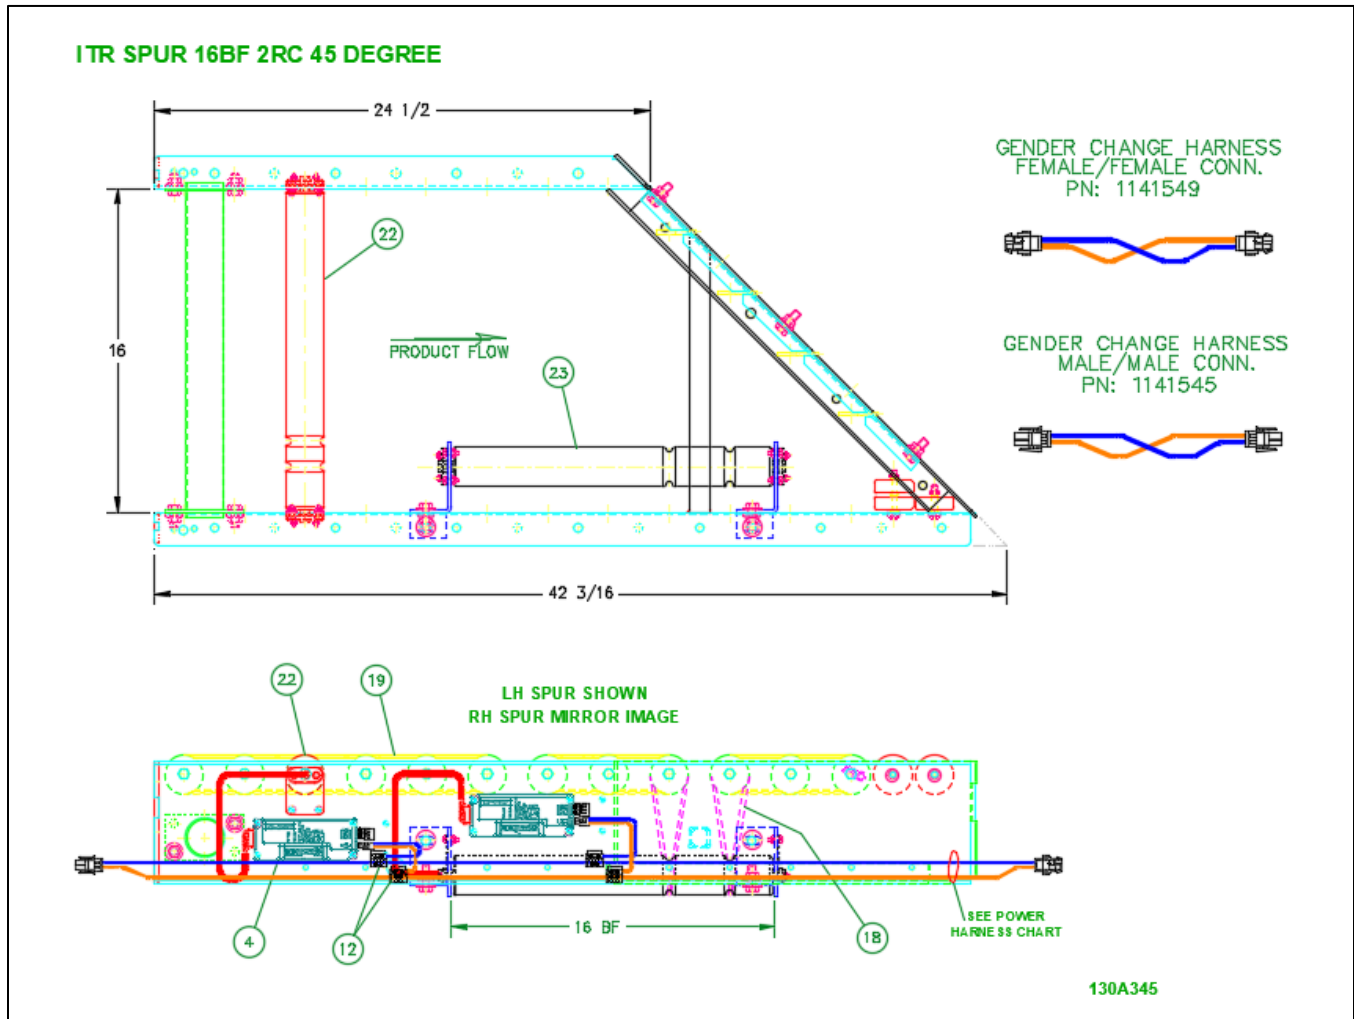 ITR SPUR 16BF 2RC 45 DEGREE
24 1/2
GENDER CHANGE HARNESS
FEMALE/FEMALE CONN.
PN: 1141549
22
16
PRODUCT FLOW
GENDER CHANGE HARNESS
MALE/MALE CONN.
PN: 1141545
23
42 3/16
22
19
LH SPUR SHOWN
RH SPUR MIRROR IMAGE
4
12
16 BF
18
SEE POWER
HARNESS CHART
130A345